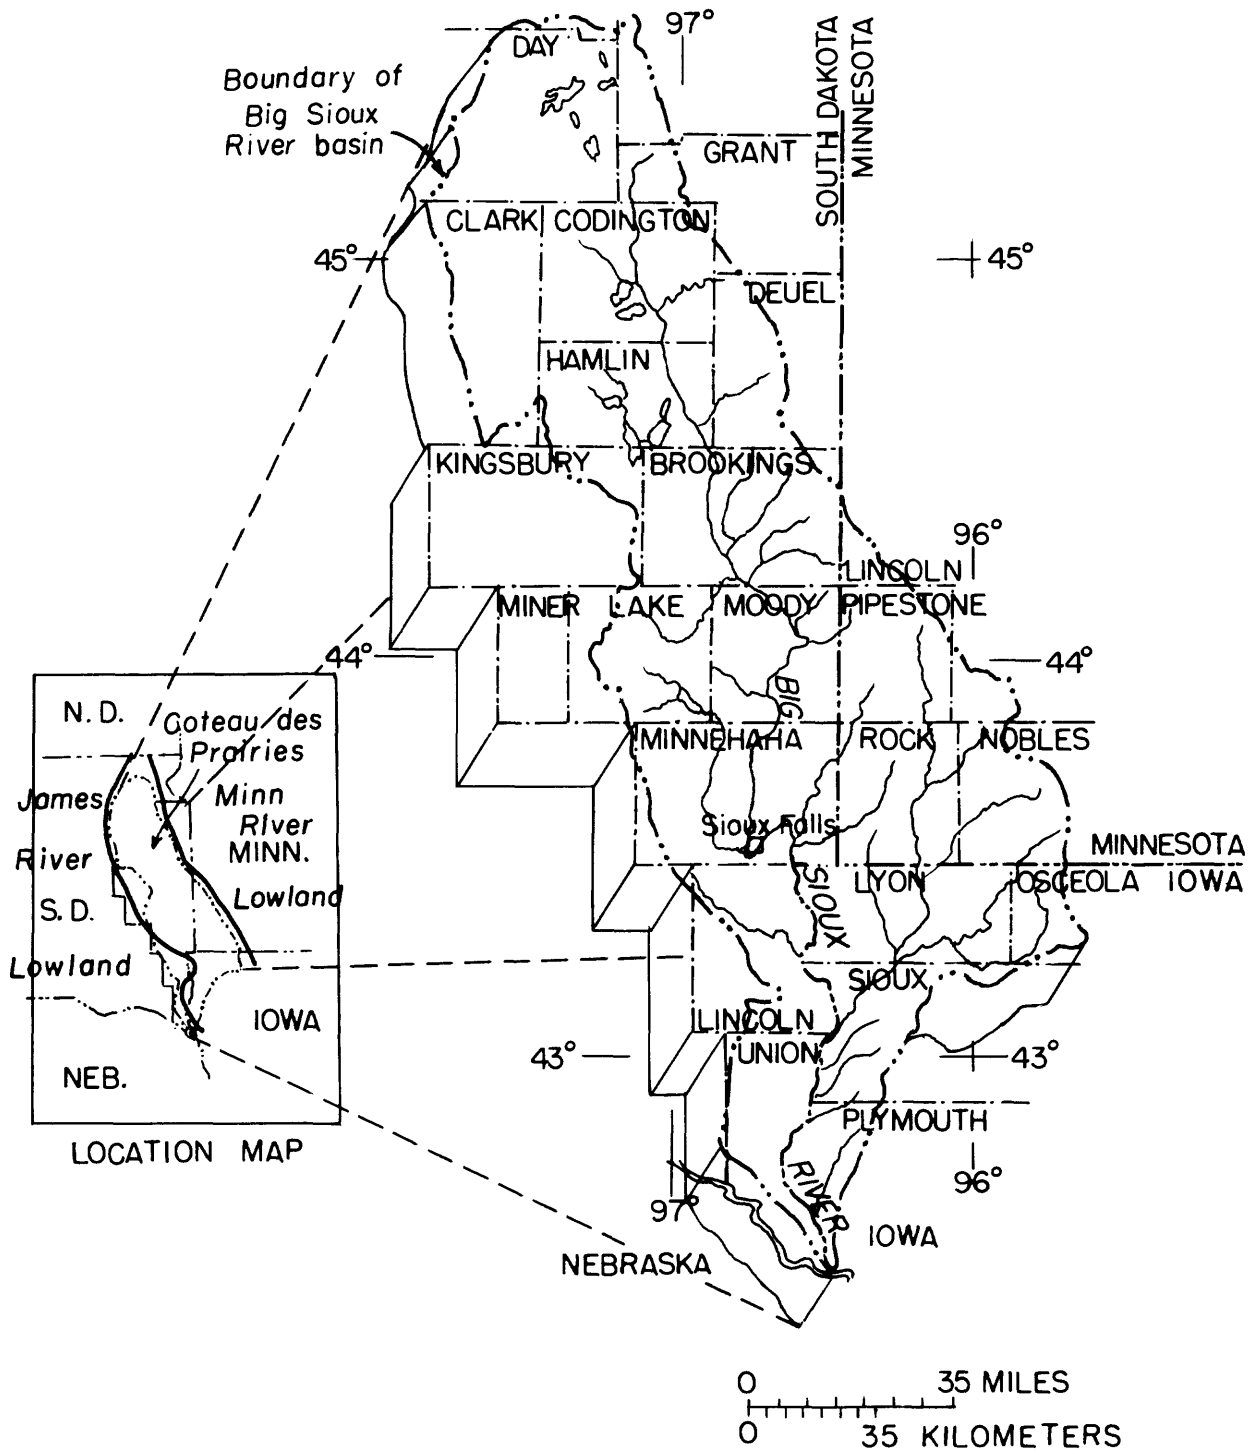 97°
SOUTH DAKOTA
MINNESOTA
DAY
Boundary of
Big Sioux
River basin
GRANT
CLARK
CODINGTON
45°
45°
DEUEL
HAMLIN
KINGSBURY
BROOKINGS
96°
LINCOLN
MINER
LAKE
MOODY
PIPESTONE
44°
44°
BIG
N.D.
Coteau des
Prairies
MINNEHAHA
ROCK
NOBLES
James
Minn
River
MINN.
Sioux Falls
MINNESOTA
River
LYON
OSCEOLA
IOWA
Lowland
S.D.
SIOUX
Lowland
SIOUX
IOWA
LINCOLN
UNION
43°
43°
NEB.
PLYMOUTH
LOCATION MAP
96°
RIVER
97°
IOWA
NEBRASKA
0 35 MILES
0 35 KILOMETERS